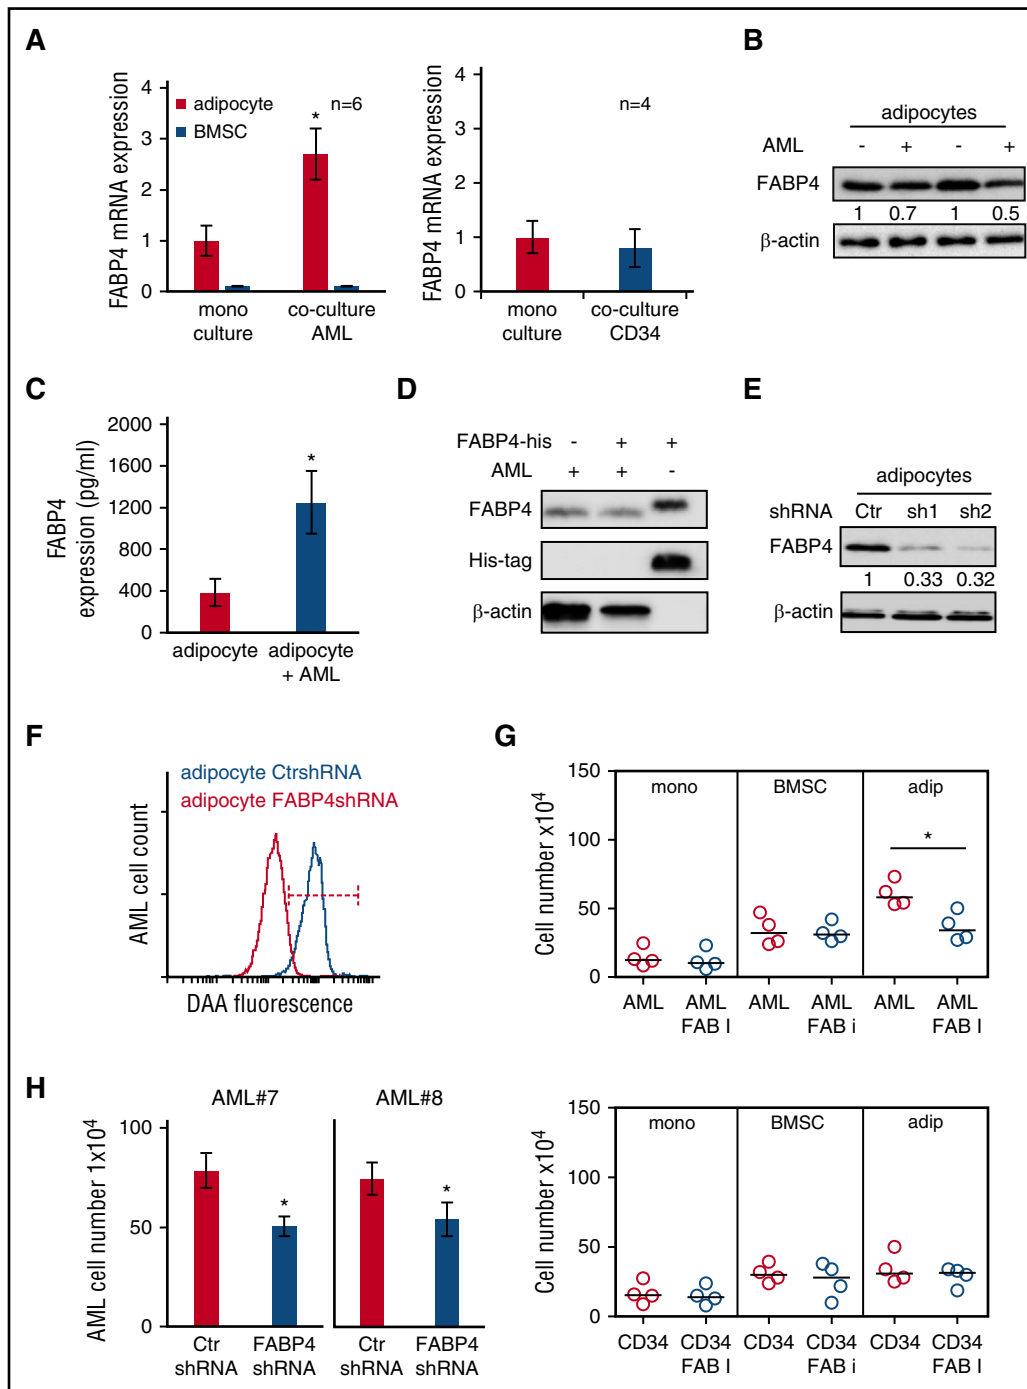 A
FABP4 mRNA expression
4
3
2
1
0
adipocyte
BMSC
n=6
*
mono
culture
co-culture
AML
FABP4 mRNA expression
4
3
2
1
0
n=4
mono
culture
co-culture
CD34
B
adipocytes
AML - + - +
FABP4
1 0.7 1 0.5
β-actin
C
FABP4
expression (pg/ml)
2000
1600
1200
800
400
0
*
adipocyte
adipocyte
+ AML
D
FABP4-his - + +
AML + + -
FABP4
His-tag
β-actin
E
adipocytes
shRNA Ctr sh1 sh2
FABP4
1 0.33 0.32
β-actin
F
adipocyte CtrshRNA
adipocyte FABP4shRNA
AML cell count
DAA fluorescence
G
Cell number x10⁴
150
100
50
0
mono BMSC adip
*
AML AML AML AML AML AML
FAB I FAB i FAB I
Cell number x10⁴
150
100
50
0
mono BMSC adip
CD34 CD34 CD34 CD34 CD34 CD34
FAB I FAB i FAB I
H
AML cell number 1x10⁴
100
50
0
AML#7 AML#8
* *
Ctr FABP4 Ctr FABP4
shRNA shRNA shRNA shRNA